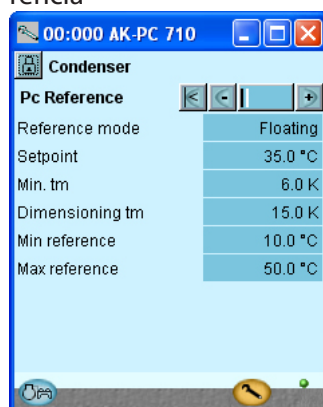 rencia
00:000 AK-PC 710
Condenser
Pc Reference
Reference mode Floating
Setpoint 35.0 °C
Min. tm 6.0 K
Dimensioning tm 15.0 K
Min reference 10.0 °C
Max reference 50.0 °C